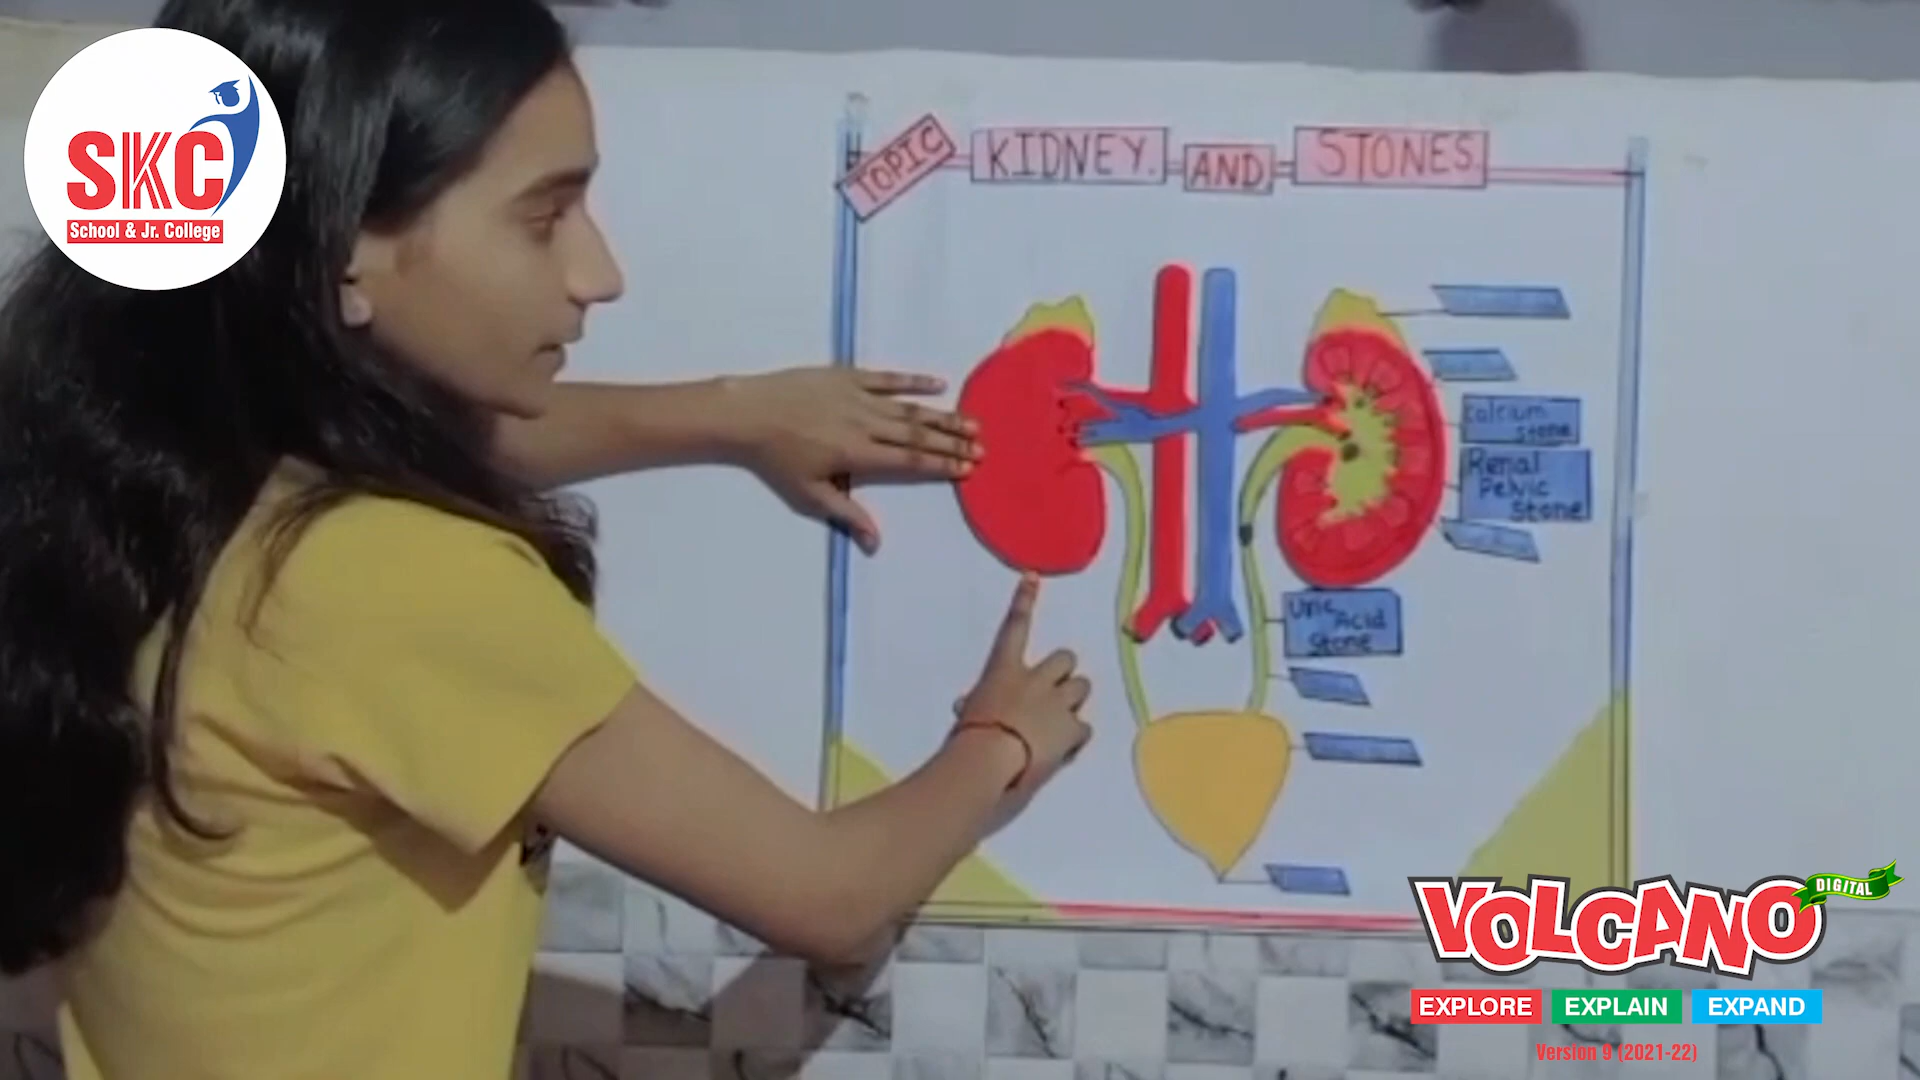 SKC
School & Jr. College
TOPIC KIDNEY. AND STONES.
Calcium
stone
Renal
Pelvic
Stone
Uric
Acid
Stone
VOLCANO
DIGITAL
EXPLORE EXPLAIN EXPAND
Version 9 (2021-22)